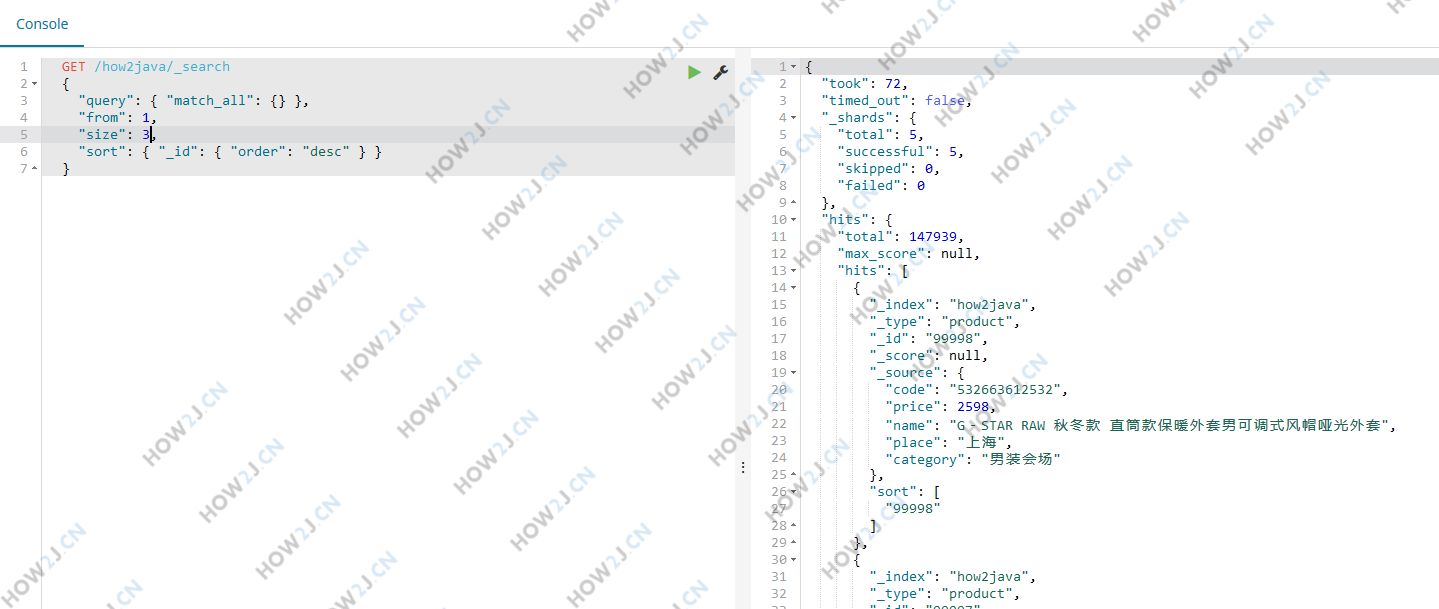 Console
1 GET /how2java/_search
2 {
3 "query": { "match_all": {} },
4 "from": 1,
5 "size": 3,
6 "sort": { "_id": { "order": "desc" } }
7 }
1 {
2 "took": 72,
3 "timed_out": false,
4 "_shards": {
5 "total": 5,
6 "successful": 5,
7 "skipped": 0,
8 "failed": 0
9 },
10 "hits": {
11 "total": 147939,
12 "max_score": null,
13 "hits": [
14 {
15 "_index": "how2java",
16 "_type": "product",
17 "_id": "99998",
18 "_score": null,
19 "_source": {
20 "code": "532663612532",
21 "price": 2598,
22 "name": "G-STAR RAW 秋冬款 直筒款保暖外套男可调式风帽哑光外套",
23 "place": "上海",
24 "category": "男装会场"
25 },
26 "sort": [
27 "99998"
28 ]
29 },
30 {
31 "_index": "how2java",
32 "_type": "product",
HOW2J.CN